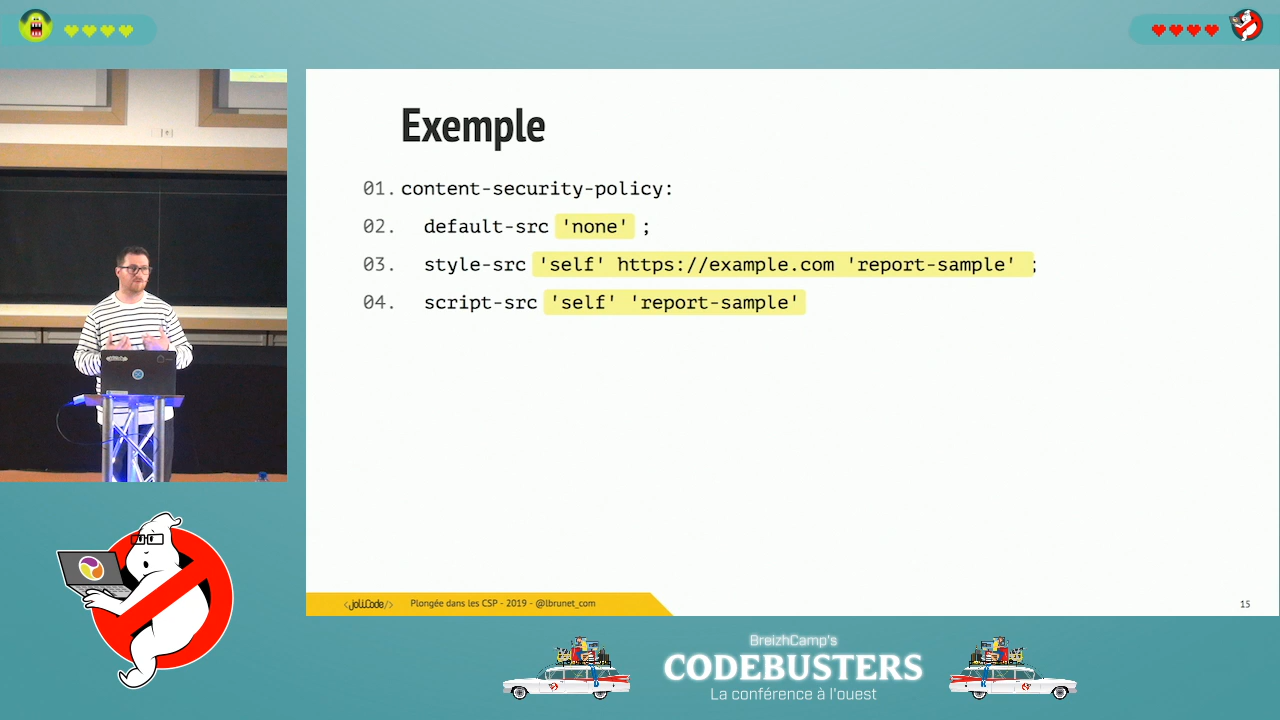 Exemple
01. content-security-policy:
02. default-src 'none' ;
03. style-src 'self' https://example.com 'report-sample' ;
04. script-src 'self' 'report-sample'
<joliCode/>
Plongée dans les CSP - 2019 - @lbrunet_com
15
BreizhCamp's
CODEBUSTERS
La conférence à l'ouest